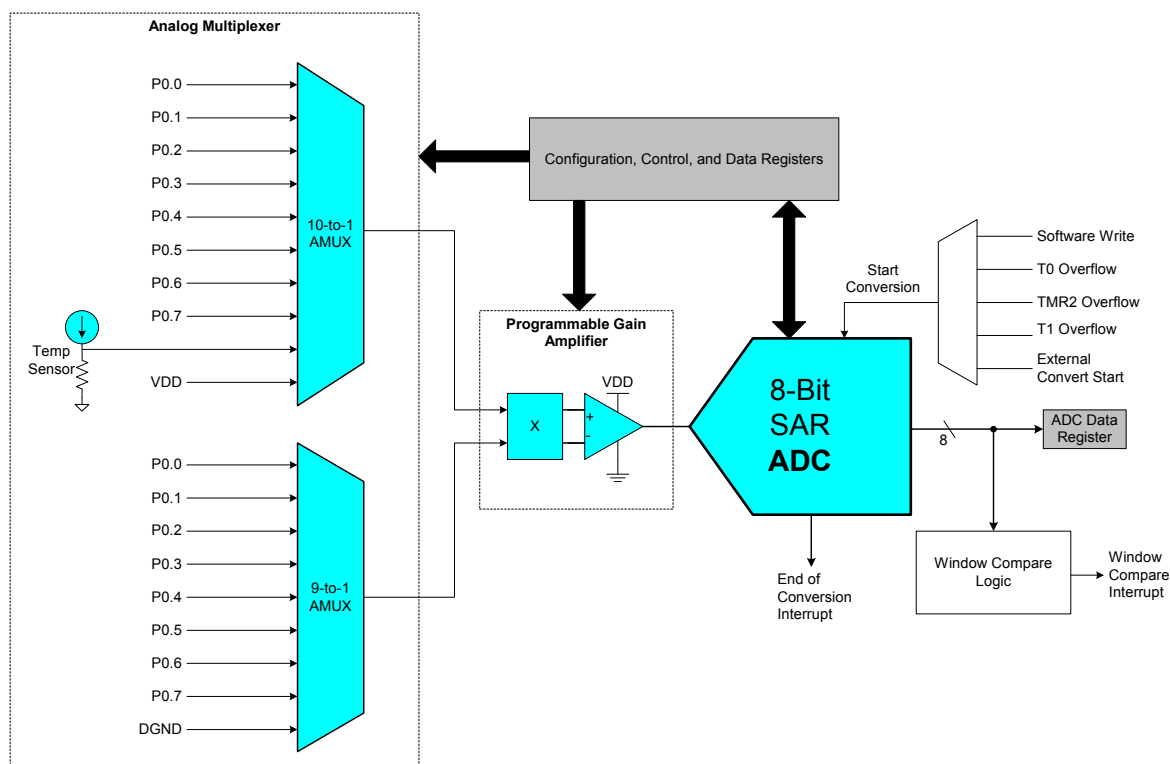 Analog Multiplexer
P0.0
P0.1
P0.2
P0.3
P0.4
P0.5
P0.6
P0.7
Temp
Sensor
VDD
10-to-1
AMUX
P0.0
P0.1
P0.2
P0.3
P0.4
P0.5
P0.6
P0.7
DGND
9-to-1
AMUX
Configuration, Control, and Data Registers
Programmable Gain
Amplifier
VDD
X
+
-
Start
Conversion
Software Write
T0 Overflow
TMR2 Overflow
T1 Overflow
External
Convert Start
8-Bit
SAR
ADC
8
ADC Data
Register
End of
Conversion
Interrupt
Window Compare
Logic
Window
Compare
Interrupt